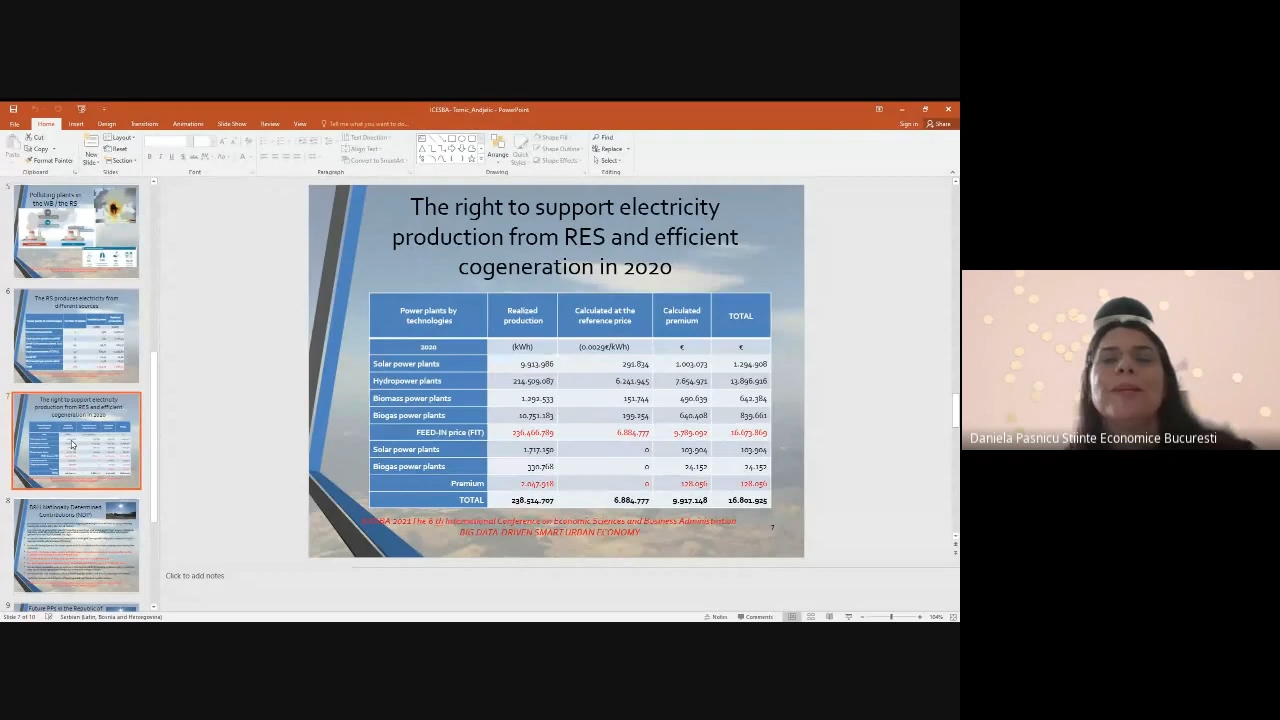 ICESBA- Tomic_Andjelic - PowerPoint
File Home Insert Design Transitions Animations Slide Show Review View Tell me what you want to do... Sign in Share
Paste Cut Copy Format Painter Clipboard
New Slide Layout Reset Section Slides
Font
Text Direction Align Text Convert to SmartArt Paragraph
Arrange Quick Styles Shape Fill Shape Outline Shape Effects Drawing
Find Replace Select Editing
5
Polluting plants in
the WB / the RS
6
The RS produces electricity from
different sources
7
The right to support electricity
production from RES and efficient
cogeneration in 2020
8
B&H Nationally Determined
Contributions (NDC)
9
Future PPs in the Republic of
The right to support electricity
production from RES and efficient
cogeneration in 2020
Power plants by technologies Realized production Calculated at the reference price Calculated premium TOTAL
2020 (kWh) (0.0029€/kWh) € €
Solar power plants 9.913.986 291.834 1.003.073 1.294.908
Hydropower plants 214.509.087 6.241.945 7.654.971 13.896.916
Biomass power plants 1.292.533 151.744 490.639 642.384
Biogas power plants 10.751.183 199.254 640.408 839.661
FEED-IN price (FIT) 236.466.789 6.884.777 9.789.092 16.673.869
Solar power plants 0 103.904 103.904
Biogas power plants 0 24.152 24.152
Premium 2.047.918 0 128.056 128.056
TOTAL 238.514.707 6.884.777 9.917.148 16.801.925
ICESBA 2021 The 6 th International Conference on Economic Sciences and Business Administration
BIG DATA-DRIVEN SMART URBAN ECONOMY
7
Click to add notes
Slide 7 of 10 Serbian (Latin, Bosnia and Herzegovina) Notes Comments 104%
Daniela Pasnicu Stiinte Economice Bucuresti